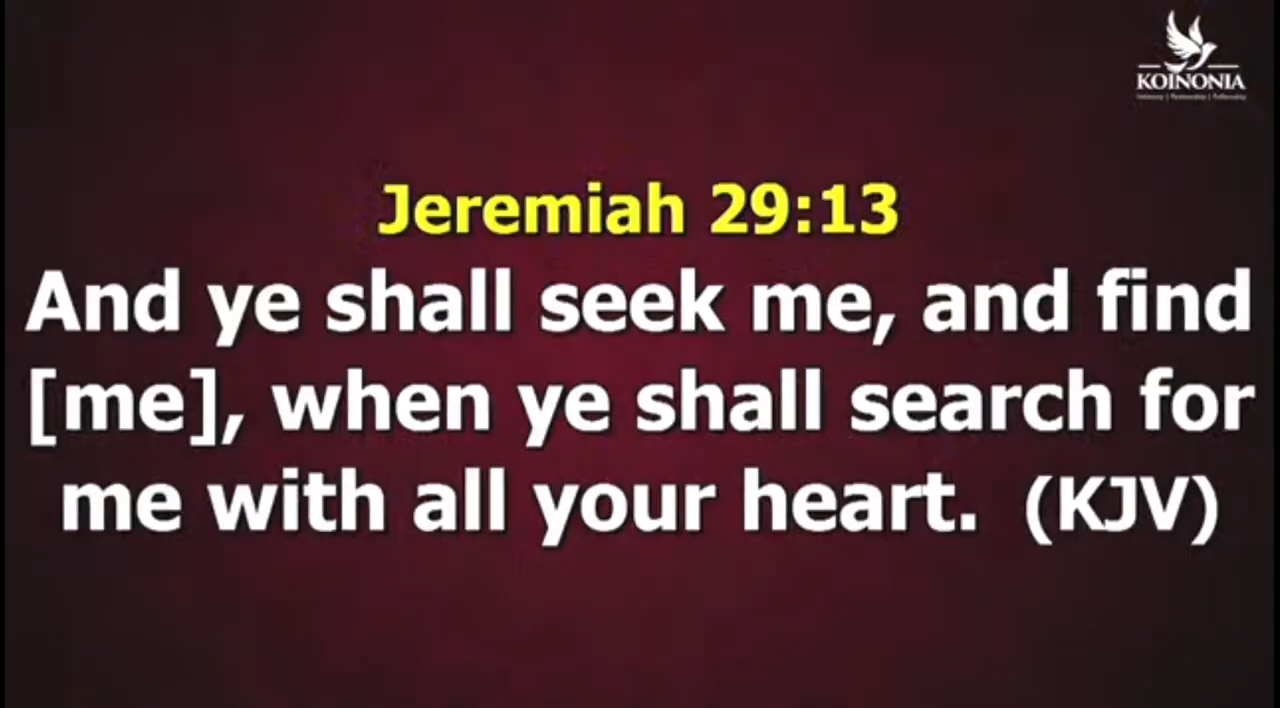 KOINONIA
Jeremiah 29:13
And ye shall seek me, and find
[me], when ye shall search for
me with all your heart. (KJV)